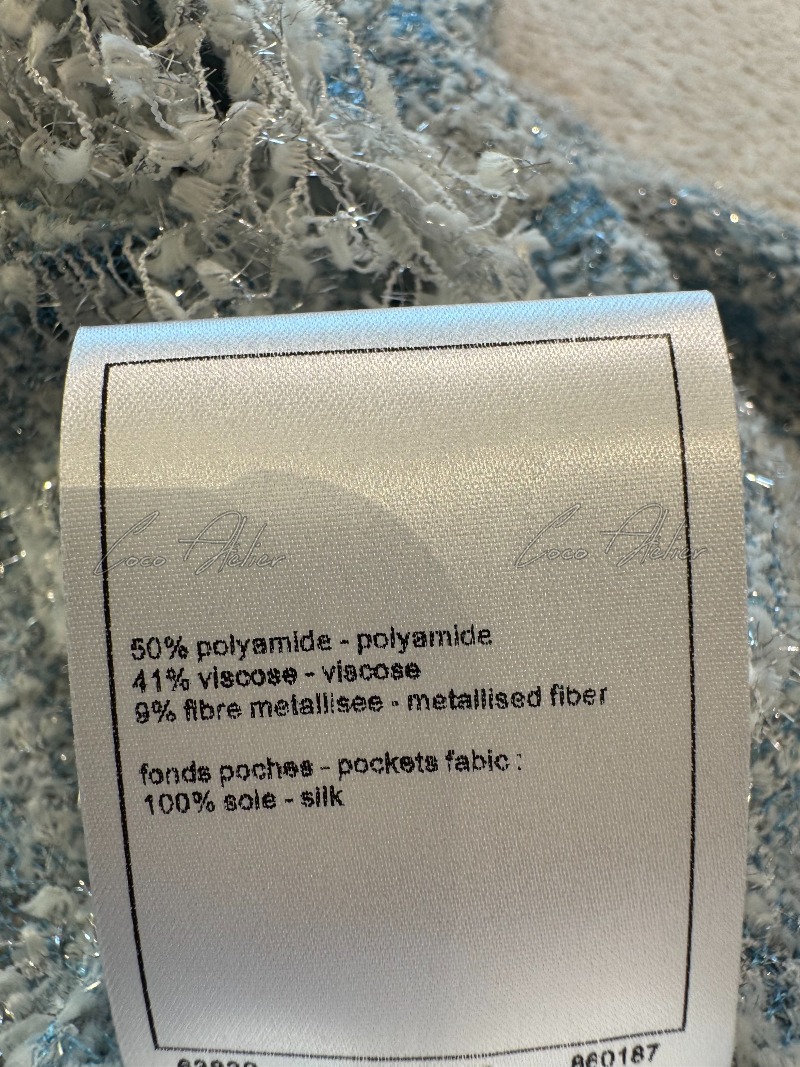 Coco Atelier Coco Atelier
50% polyamide - polyamide
41% viscose - viscose
9% fibre metallisee - metallised fiber
fonds poches - pockets fabic :
100% soie - silk
860187